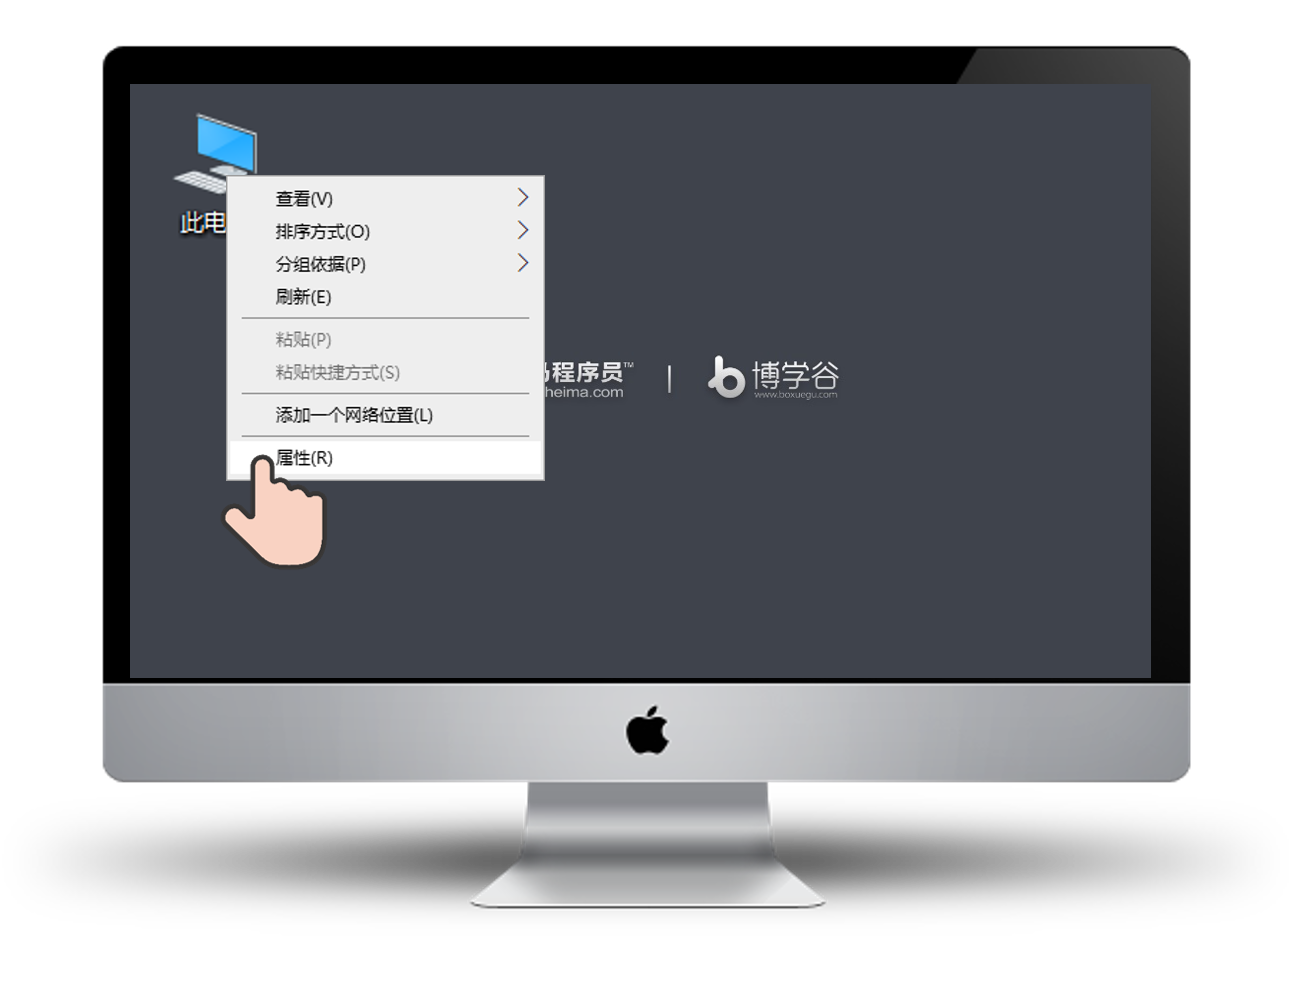 此电
查看(V)
排序方式(O)
分组依据(P)
刷新(E)
粘贴(P)
粘贴快捷方式(S)
添加一个网络位置(L)
属性(R)
程序员™
heima.com
博学谷
www.boxuegu.com